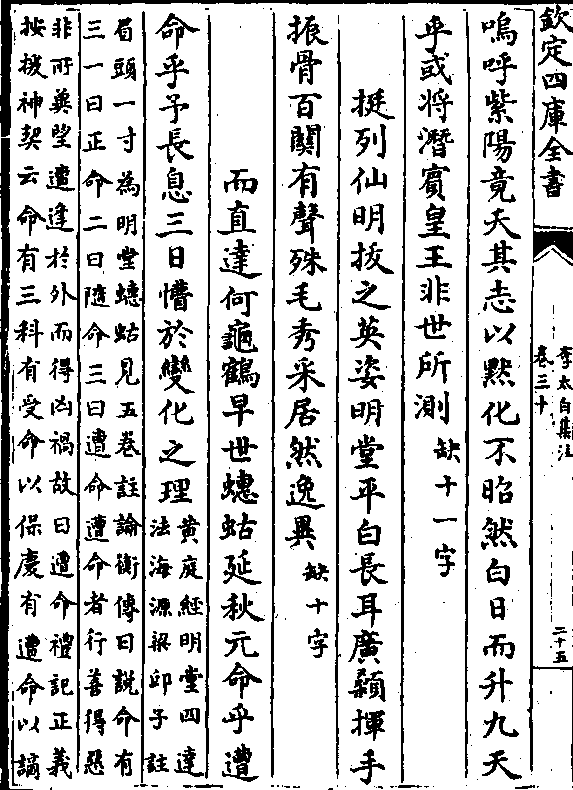 欽定四庫全書
李太白集注
卷三十
二十五
嗚呼紫陽竟夭其志以黙化不昭然白日而升九天
乎或將潛賓皇王非世所測
缺十一字
挺列仙明拔之英姿明堂平白長耳廣顙揮手
振骨百關有聲殊毛秀采居然逸異
缺十字
而直達何龜鶴早世蟪蛄延秋元命乎遭
命乎予長息三日懵於變化之理
黄庭經明堂四達
法海源梁邱子註
眉頭一寸為明堂蟪蛄見五巻註論衡傳曰說命有
三一曰正命二曰隨命三曰遭命遭命者行善得惡
非所冀望遭逢於外而得凶禍故曰遭命禮記正義
按援神契云命有三科有受命以保慶有遭命以謫